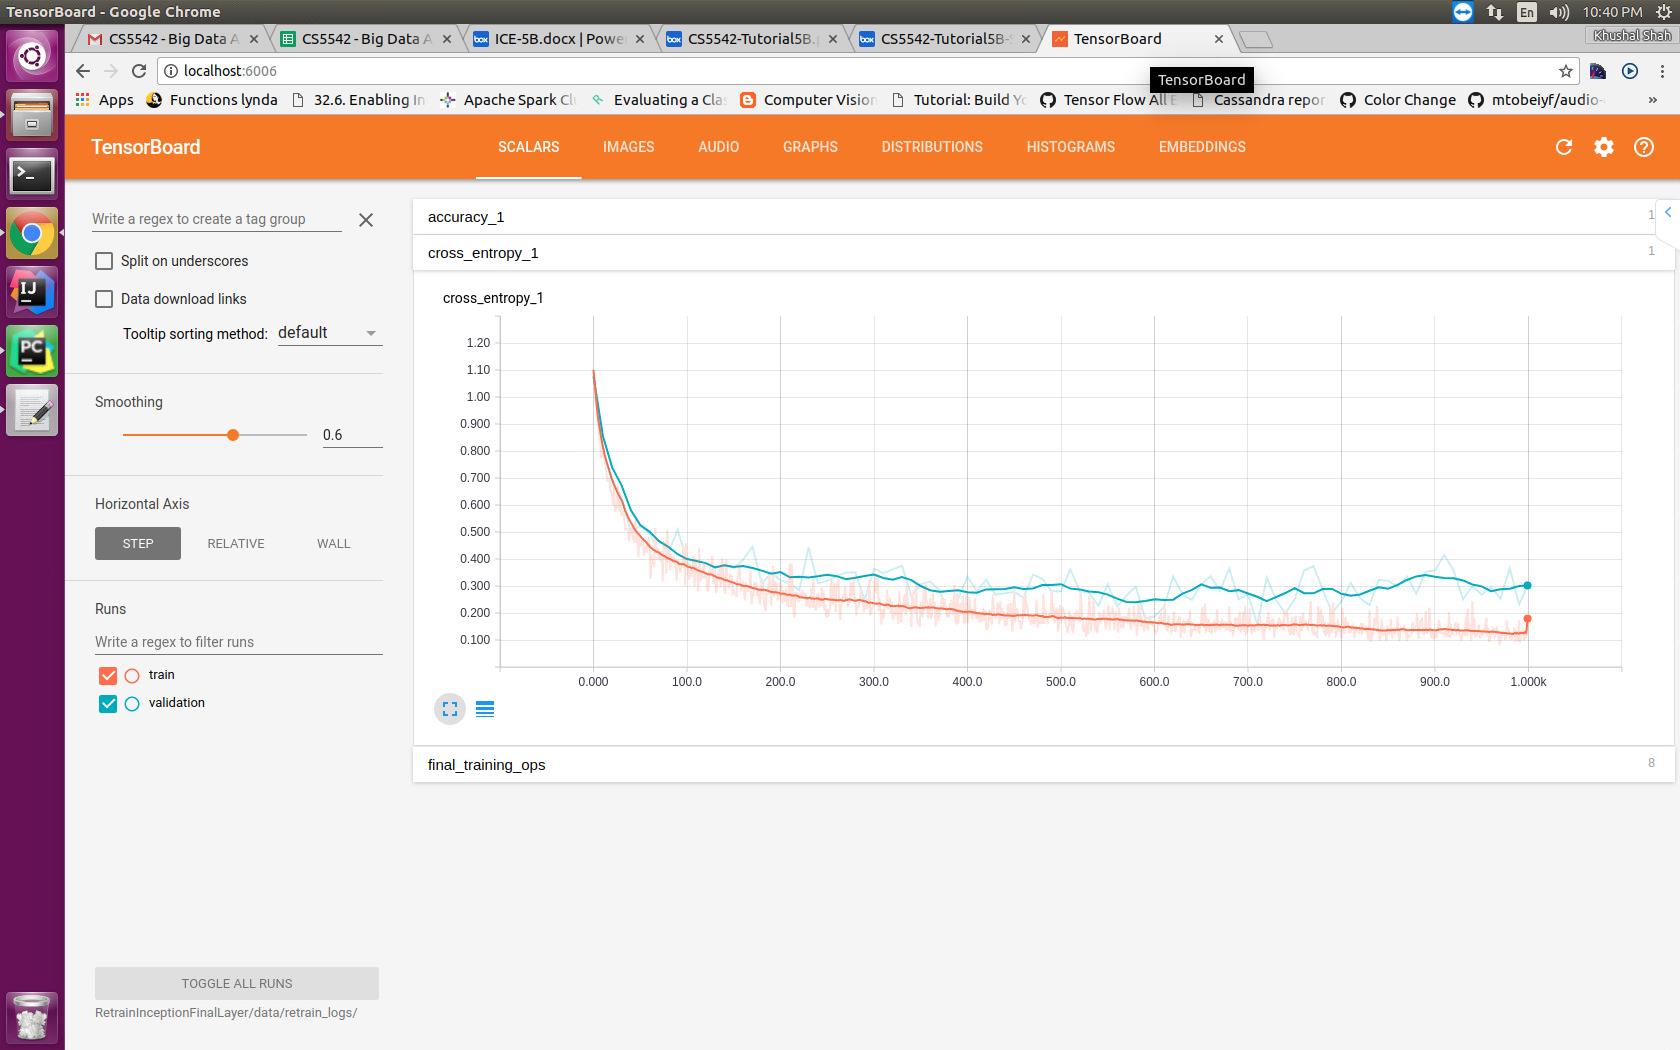 TensorBoard - Google Chrome
En
10:40 PM
CS5542 - Big Data A
CS5542 - Big Data A
ICE-5B.docx | Powe
CS5542-Tutorial5B.
CS5542-Tutorial5B-
TensorBoard
Khushal Shah
localhost:6006
TensorBoard
Apps
Functions lynda
32.6. Enabling In
Apache Spark Cl
Evaluating a Clas
Computer Vision
Tutorial: Build Yo
Tensor Flow All E
Cassandra repor
Color Change
mtobeiyf/audio-
»
TensorBoard
SCALARS
IMAGES
AUDIO
GRAPHS
DISTRIBUTIONS
HISTOGRAMS
EMBEDDINGS
Write a regex to create a tag group
Split on underscores
Data download links
Tooltip sorting method: default
Smoothing
0.6
Horizontal Axis
STEP
RELATIVE
WALL
Runs
Write a regex to filter runs
train
validation
TOGGLE ALL RUNS
RetrainInceptionFinalLayer/data/retrain_logs/
accuracy_1
1
cross_entropy_1
1
cross_entropy_1
1.20
1.10
1.00
0.900
0.800
0.700
0.600
0.500
0.400
0.300
0.200
0.100
0.000
100.0
200.0
300.0
400.0
500.0
600.0
700.0
800.0
900.0
1.000k
final_training_ops
8
IJ
PC